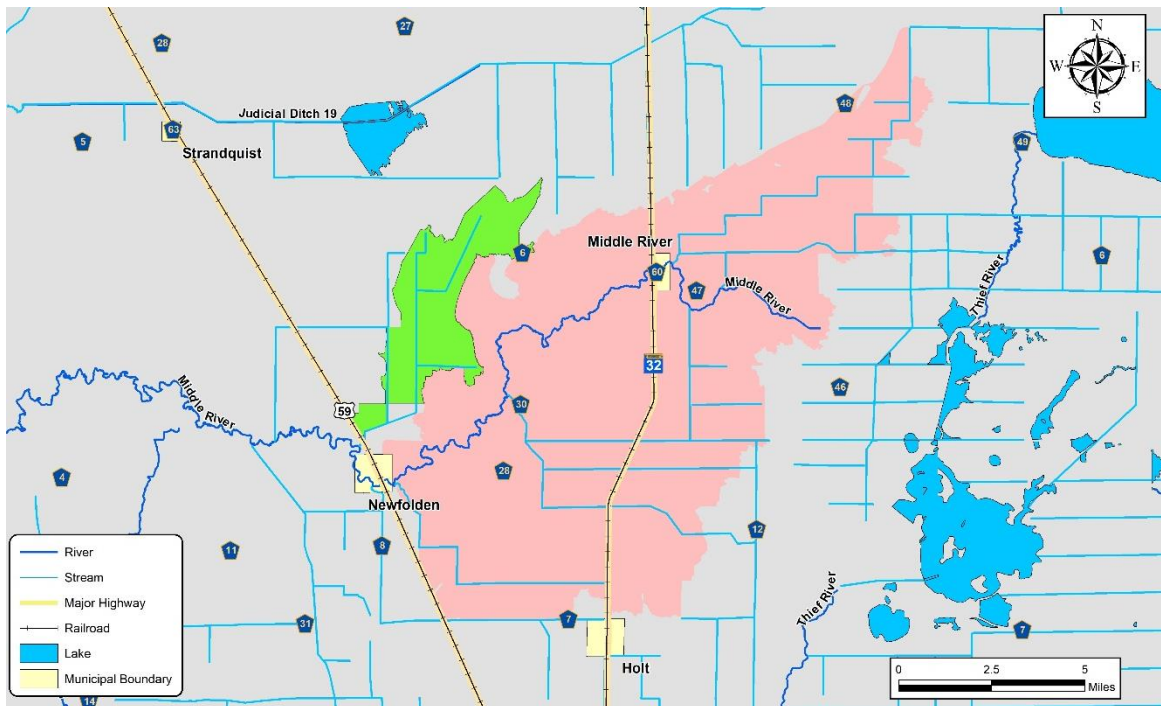 27
28
N
W E
S
48
Judicial Ditch 19
63
5
Strandquist
49
Middle River
6
6
60
47
Middle River
Thief River
32
Middle River
59
46
30
28
4
Newfolden
12
8
11
River
Stream
Major Highway
Railroad
Lake
Municipal Boundary
31
7
Thief River
7
Holt
0 2.5 5
Miles
14